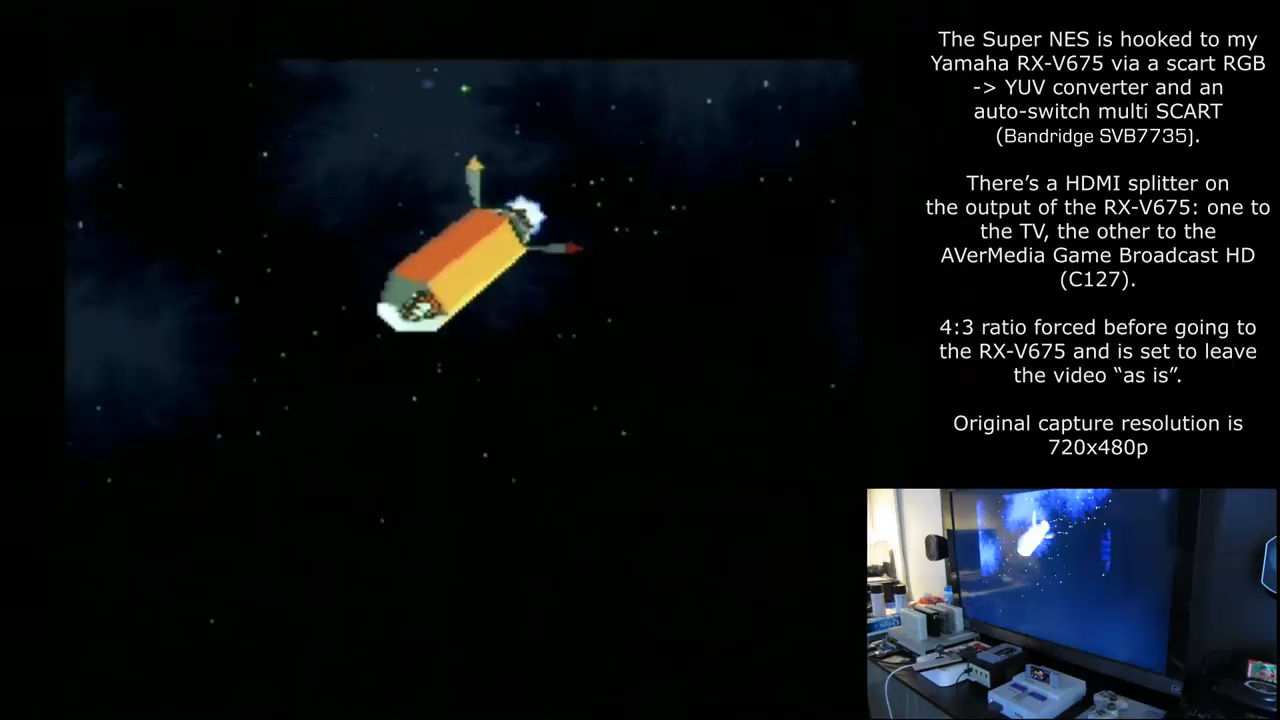 The Super NES is hooked to my
Yamaha RX-V675 via a scart RGB
-> YUV converter and an
auto-switch multi SCART
(Bandridge SVB7735).
There’s a HDMI splitter on
the output of the RX-V675: one to
the TV, the other to the
AVerMedia Game Broadcast HD
(C127).
4:3 ratio forced before going to
the RX-V675 and is set to leave
the video “as is”.
Original capture resolution is
720x480p